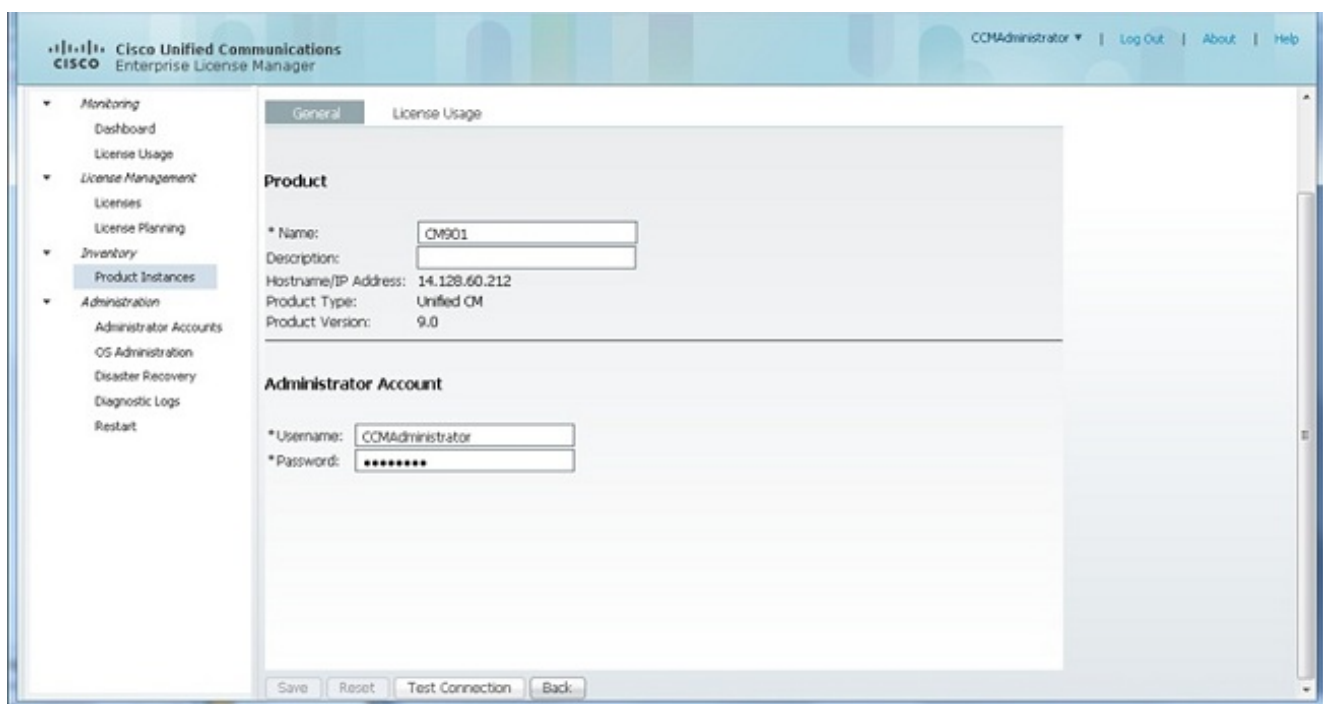 Cisco Unified Communications
CISCO Enterprise License Manager
CCMAdministrator | Log Out | About | Help
Monitoring
Dashboard
License Usage
License Management
Licenses
License Planning
Inventory
Product Instances
Administration
Administrator Accounts
OS Administration
Disaster Recovery
Diagnostic Logs
Restart
General License Usage
Product
* Name: CM901
Description:
Hostname/IP Address: 14.128.60.212
Product Type: Unified CM
Product Version: 9.0
Administrator Account
*Username: CCMAdministrator
*Password: ••••••••
Save Reset Test Connection Back